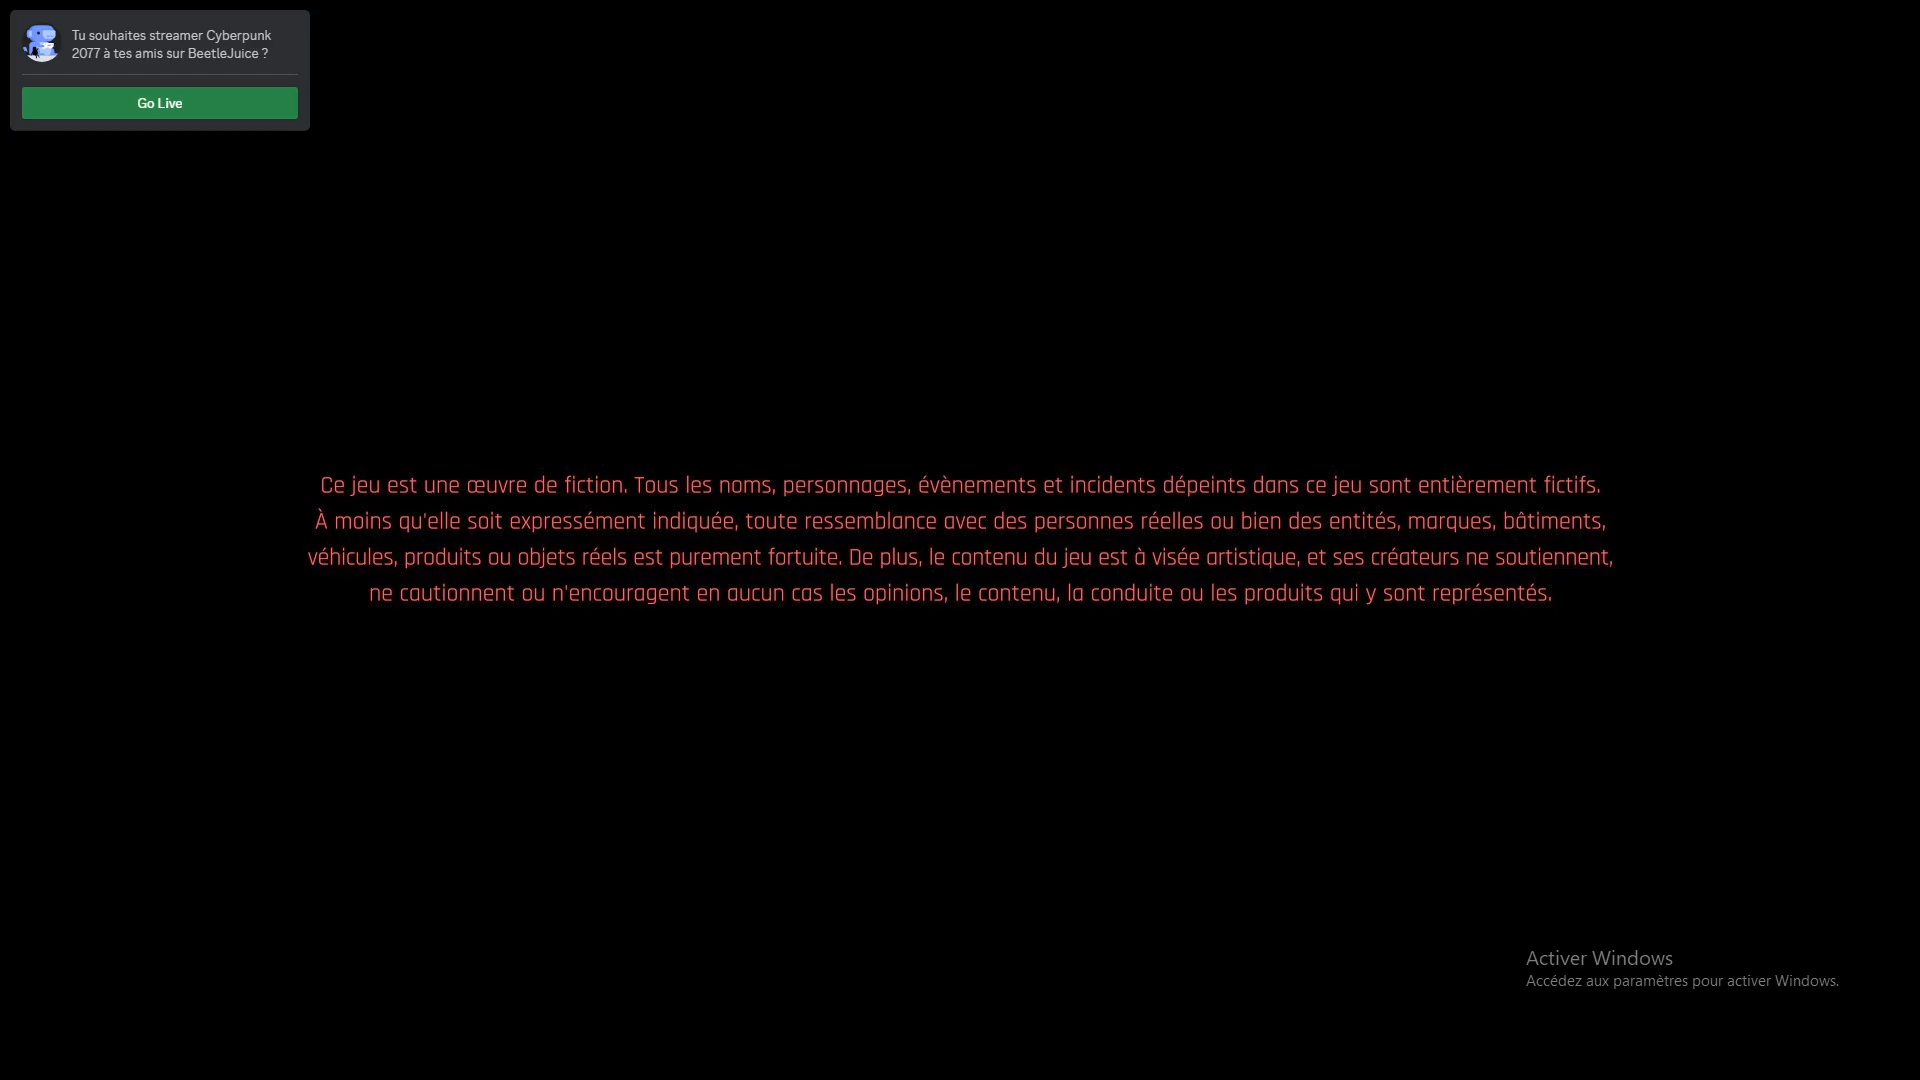 Tu souhaites streamer Cyberpunk
2077 à tes amis sur BeetleJuice ?
Go Live
Ce jeu est une œuvre de fiction. Tous les noms, personnages, évènements et incidents dépeints dans ce jeu sont entièrement fictifs.
À moins qu'elle soit expressément indiquée, toute ressemblance avec des personnes réelles ou bien des entités, marques, bâtiments,
véhicules, produits ou objets réels est purement fortuite. De plus, le contenu du jeu est à visée artistique, et ses créateurs ne soutiennent,
ne cautionnent ou n'encouragent en aucun cas les opinions, le contenu, la conduite ou les produits qui y sont représentés.
Activer Windows
Accédez aux paramètres pour activer Windows.